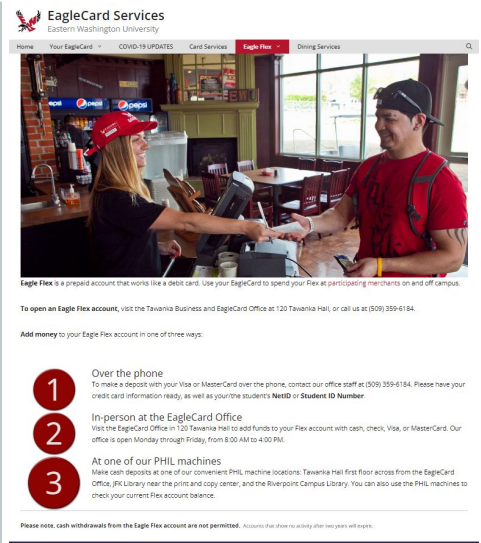 EagleCard Services
Eastern Washington University
Home Your EagleCard COVID-19 UPDATES Card Services Eagle Flex Dining Services
pepsi pepsi pepsi
Eagle Flex is a prepaid account that works like a debit card. Use your EagleCard to spend your Flex at participating merchants on and off campus.
To open an Eagle Flex account, visit the Tawanka Business and EagleCard Office at 120 Tawanka Hall, or call us at (509) 359-6184.
Add money to your Eagle Flex account in one of three ways:
1
Over the phone
To make a deposit with your Visa or MasterCard over the phone, contact our office staff at (509) 359-6184. Please have your
credit card information ready, as well as your/the student's NetID or Student ID Number.
2
In-person at the EagleCard Office
Visit the EagleCard Office in 120 Tawanka Hall to add funds to your Flex account with cash, check, Visa, or MasterCard. Our
office is open Monday through Friday, from 8:00 AM to 4:00 PM.
3
At one of our PHIL machines
Make cash deposits at one of our convenient PHIL machine locations: Tawanka Hall first floor across from the EagleCard
Office, JFK Library near the print and copy center, and the Riverpoint Campus Library. You can also use the PHIL machines to
check your current Flex account balance.
Please note, cash withdrawals from the Eagle Flex account are not permitted. Accounts that show no activity after two years will expire.